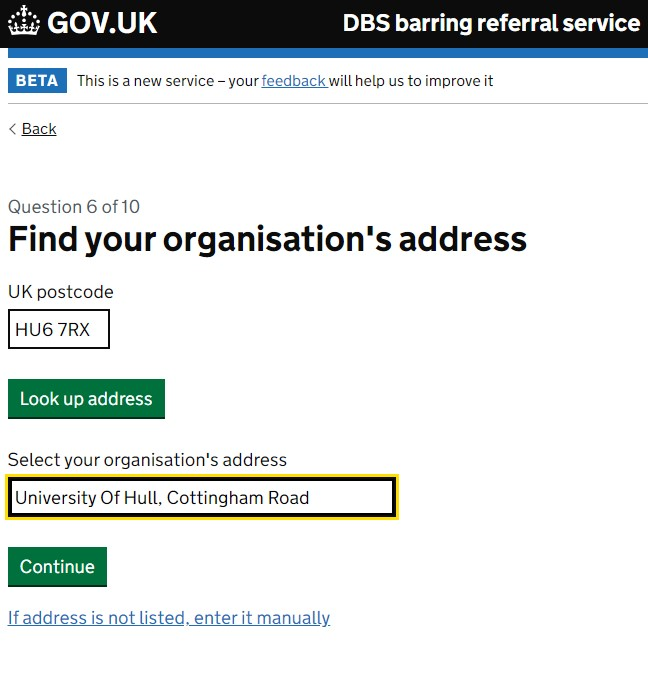 GOV.UK DBS barring referral service
BETA This is a new service – your feedback will help us to improve it
Back
Question 6 of 10
Find your organisation's address
UK postcode
HU6 7RX
Look up address
Select your organisation's address
University Of Hull, Cottingham Road
Continue
If address is not listed, enter it manually